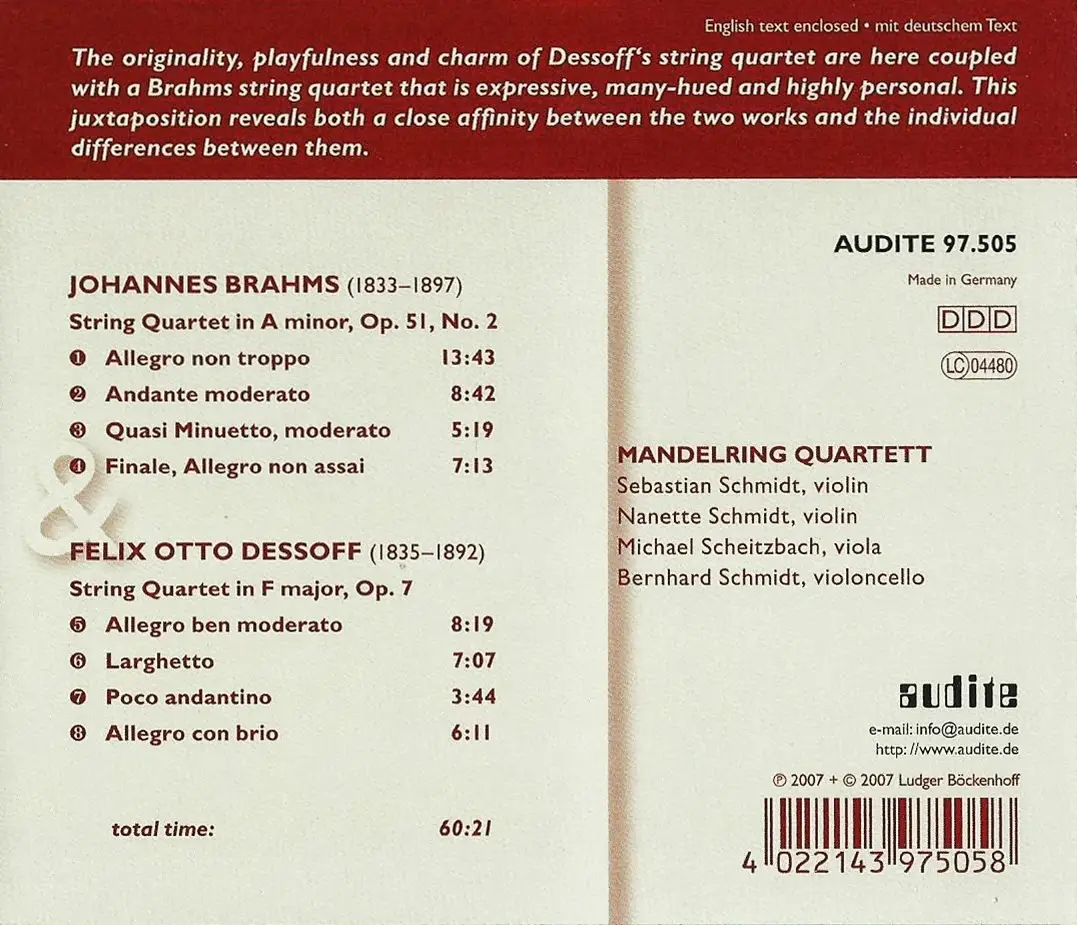 English text enclosed • mit deutschem Text
The originality, playfulness and charm of Dessoff's string quartet are here coupled
with a Brahms string quartet that is expressive, many-hued and highly personal. This
juxtaposition reveals both a close affinity between the two works and the individual
differences between them.
JOHANNES BRAHMS (1833–1897)
String Quartet in A minor, Op. 51, No. 2
❶ Allegro non troppo 13:43
❷ Andante moderato 8:42
❸ Quasi Minuetto, moderato 5:19
❹ Finale, Allegro non assai 7:13
&
FELIX OTTO DESSOFF (1835–1892)
String Quartet in F major, Op. 7
❺ Allegro ben moderato 8:19
❻ Larghetto 7:07
❼ Poco andantino 3:44
❽ Allegro con brio 6:11
total time: 60:21
AUDITE 97.505
Made in Germany
DDD
LC 04480
MANDELRING QUARTETT
Sebastian Schmidt, violin
Nanette Schmidt, violin
Michael Scheitzbach, viola
Bernhard Schmidt, violoncello
audite
e-mail: info@audite.de
http://www.audite.de
℗ 2007 + © 2007 Ludger Böckenhoff
4 022143 975058